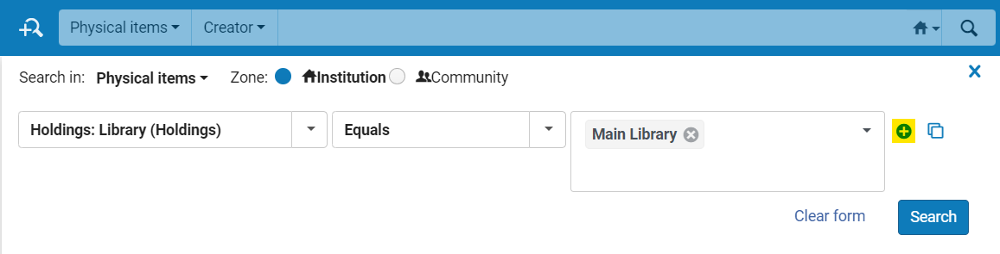 Physical items Creator
Search in: Physical items Zone: Institution Community
Holdings: Library (Holdings) Equals Main Library
Clear form Search